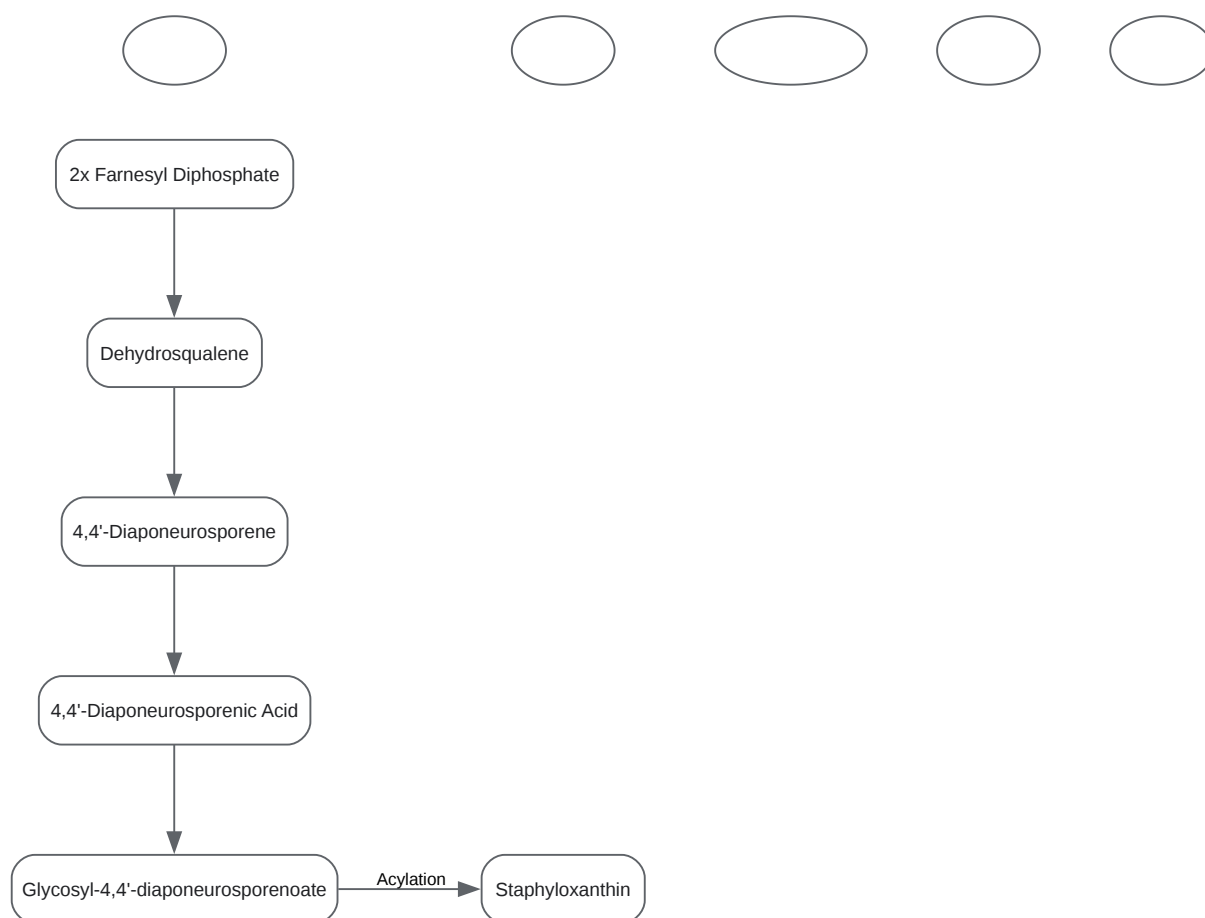 2x Farnesyl Diphosphate
Dehydrosqualene
4,4'-Diaponeurosporene
4,4'-Diaponeurosporenic Acid
Glycosyl-4,4'-diaponeurosporenoate
Acylation
Staphyloxanthin